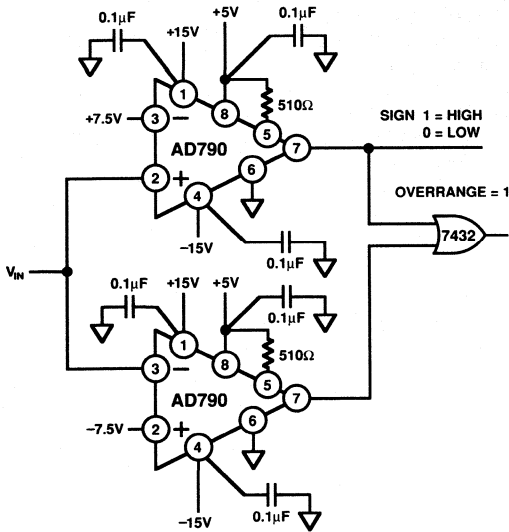 0.1µF
+15V
+5V
0.1µF
1
8
510Ω
5
+7.5V
3
−
7
AD790
6
2
+
4
−15V
0.1µF
SIGN 1 = HIGH
0 = LOW
OVERRANGE = 1
7432
VIN
0.1µF
+15V
+5V
0.1µF
1
8
510Ω
3
−
5
7
AD790
−7.5V
2
+
6
4
−15V
0.1µF